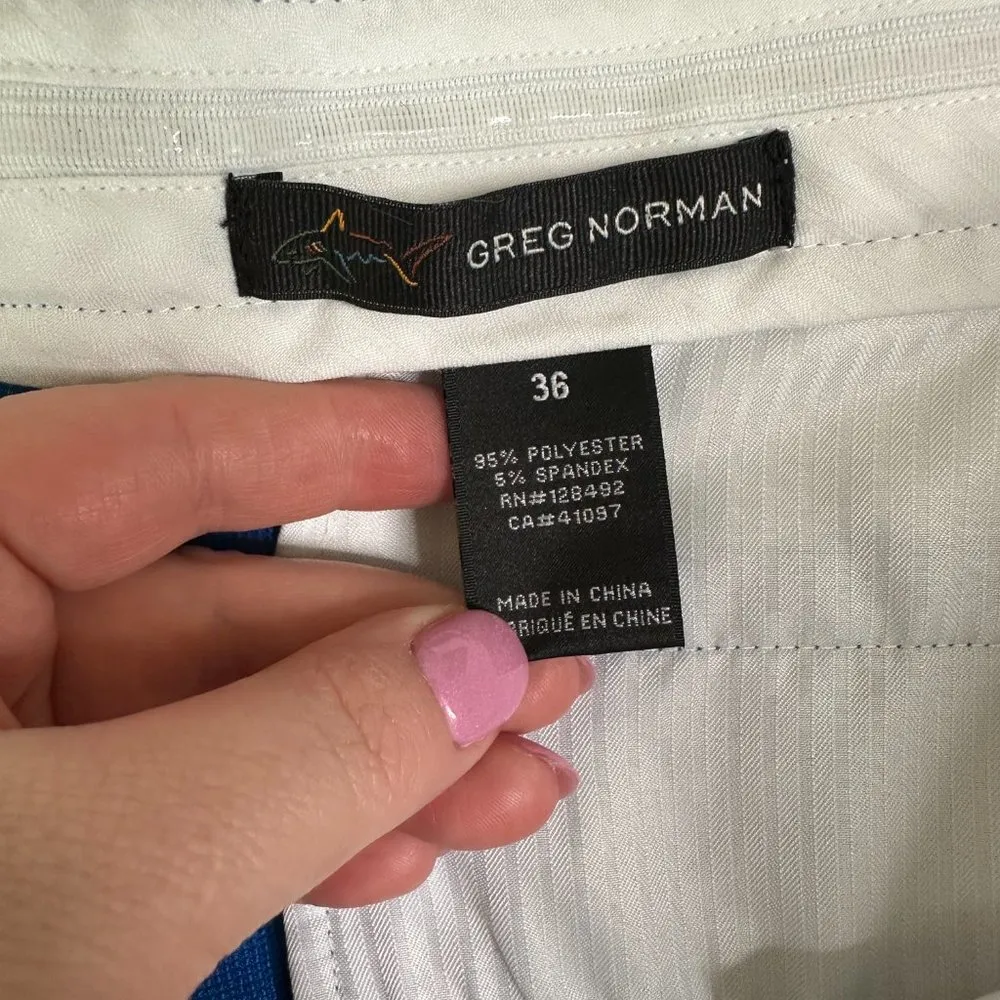 GREG NORMAN
36
95% POLYESTER
5% SPANDEX
RN#128492
CA#41097
MADE IN CHINA
EN CHINE